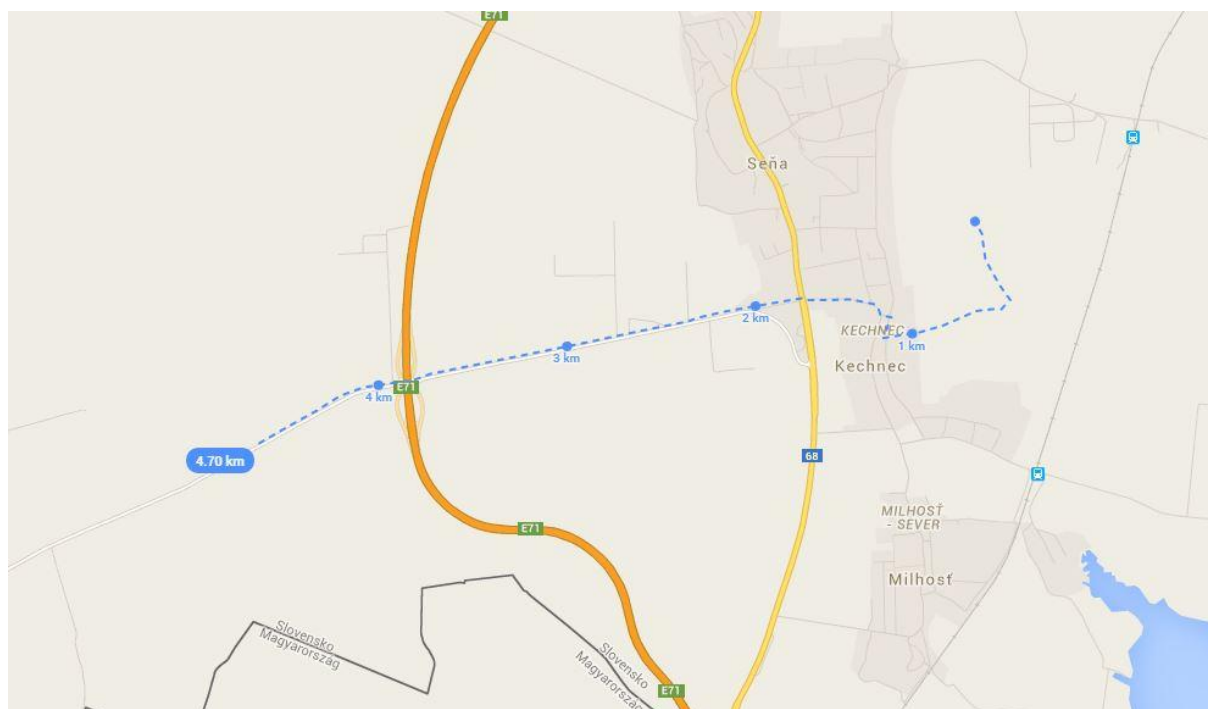 E71
Seňa
2 km
KECHNEC
1 km
3 km
Kechnec
E71
4 km
4.70 km
68
MILHOSŤ
- SEVER
E71
Milhosť
Slovensko
Magyarország
Slovensko
Magyarország
E71